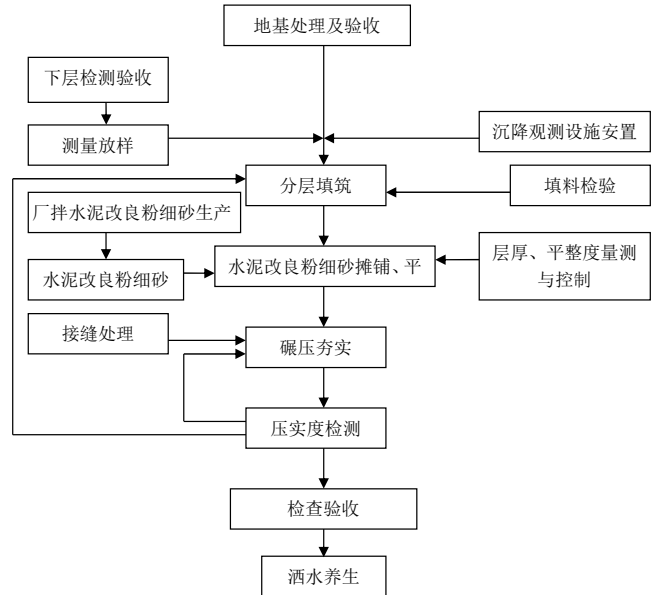 地基处理及验收
下层检测验收
测量放样
沉降观测设施安置
分层填筑
填料检验
厂拌水泥改良粉细砂生产
水泥改良粉细砂
水泥改良粉细砂摊铺、平
层厚、平整度量测
与控制
接缝处理
碾压夯实
压实度检测
检查验收
洒水养生